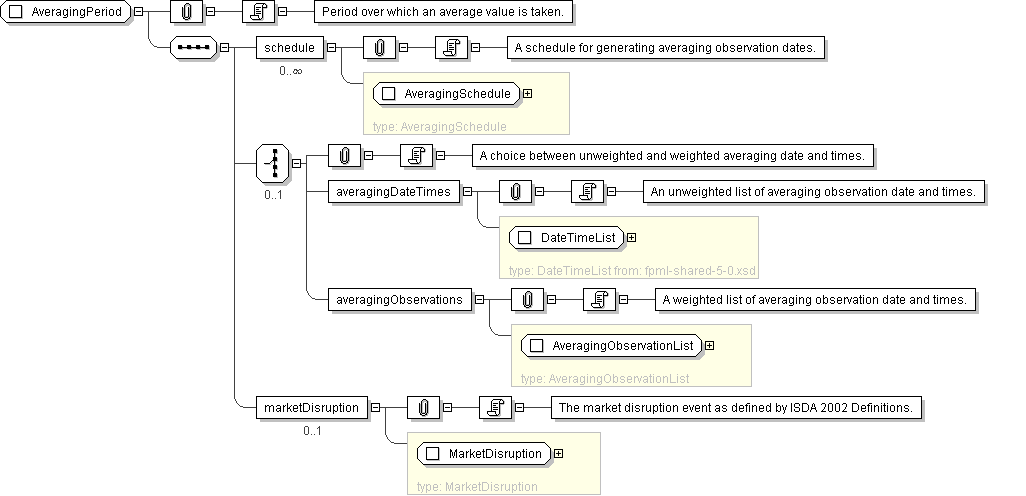 AveragingPeriod
Period over which an average value is taken.
schedule
A schedule for generating averaging observation dates.
0..∞
AveragingSchedule
type: AveragingSchedule
A choice between unweighted and weighted averaging date and times.
0..1
averagingDateTimes
An unweighted list of averaging observation date and times.
DateTimeList
type: DateTimeList from: fpml-shared-5-0.xsd
averagingObservations
A weighted list of averaging observation date and times.
AveragingObservationList
type: AveragingObservationList
marketDisruption
The market disruption event as defined by ISDA 2002 Definitions.
0..1
MarketDisruption
type: MarketDisruption